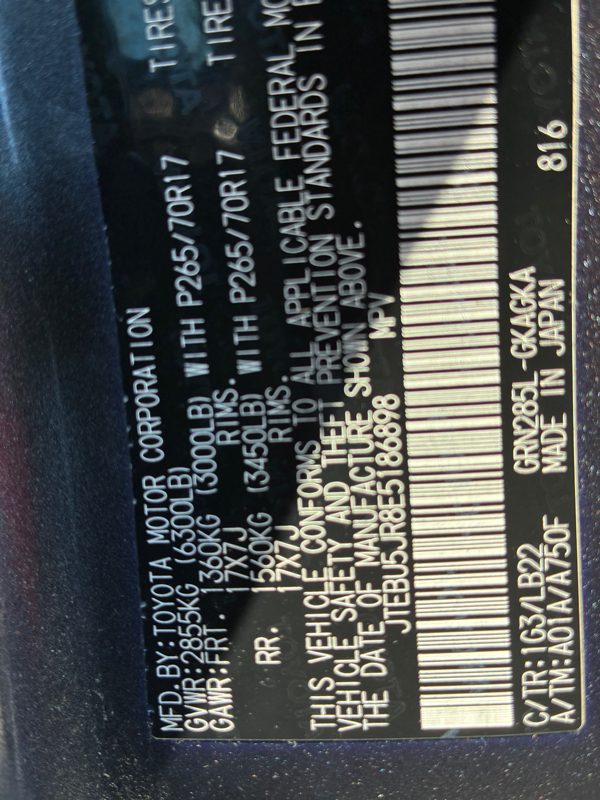 MFD. BY: TOYOTA MOTOR CORPORATION
GVWR: 2855KG (6300LB)
GAWR: FRT. 1360KG (3000LB) WITH P265/70R17 TIRES
17X7J RIMS.
RR. 1560KG (3450LB) WITH P265/70R17 TIRE
17X7J RIMS.
THIS VEHICLE CONFORMS TO ALL APPLICABLE FEDERAL MO
VEHICLE SAFETY AND THEFT PREVENTION STANDARDS IN
THE DATE OF MANUFACTURE SHOWN ABOVE.
JTEBU5JR8E5186898 MPV
C/TR: 1G3/LB22 GRN285L-GKAGKA 816
A/TM: A01A/A750F MADE IN JAPAN